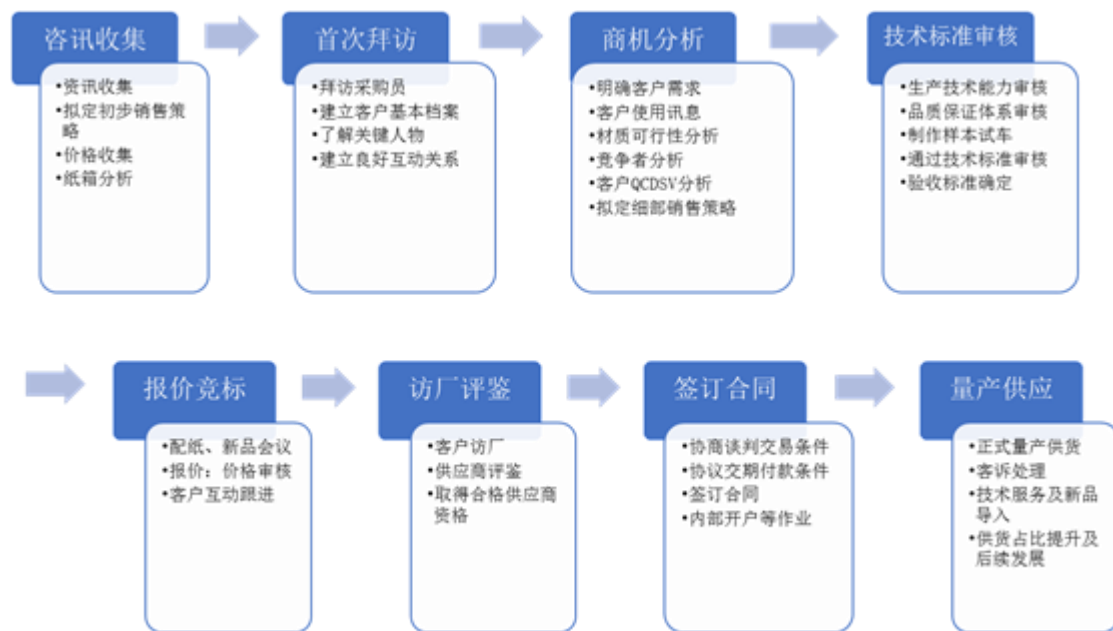 咨讯收集
•资讯收集
•拟定初步销售策
略
•价格收集
•纸箱分析
首次拜访
•拜访采购员
•建立客户基本档案
•了解关键人物
•建立良好互动关系
商机分析
•明确客户需求
•客户使用讯息
•材质可行性分析
•竞争者分析
•客户QCDSV分析
•拟定细部销售策略
技术标准审核
•生产技术能力审核
•品质保证体系审核
•制作样本试车
•通过技术标准审核
•验收标准确定
报价竞标
•配纸、新品会议
•报价：价格审核
•客户互动跟进
访厂评鉴
•客户访厂
•供应商评鉴
•取得合格供应商
资格
签订合同
•协商谈判交易条件
•协议交期付款条件
•签订合同
•内部开户等作业
量产供应
•正式量产供货
•客诉处理
•技术服务及新品
导入
•供货占比提升及
后续发展